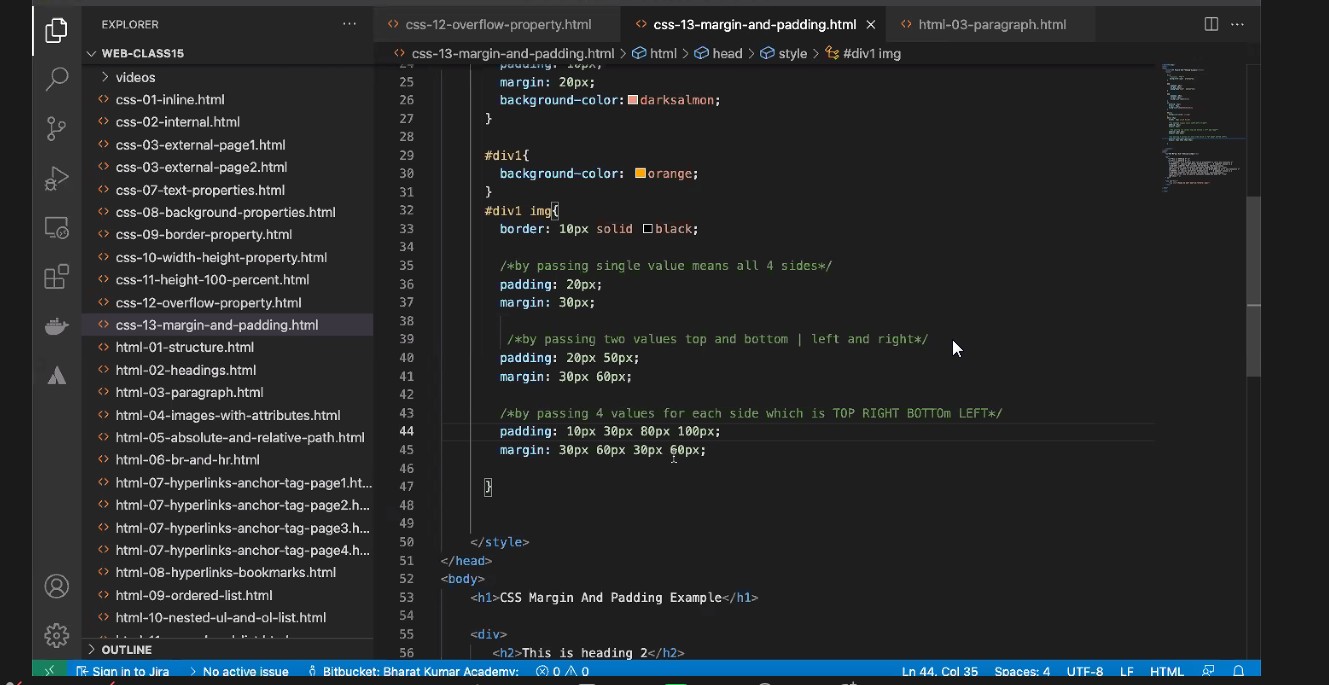 EXPLORER
WEB-CLASS15
videos
css-01-inline.html
css-02-internal.html
css-03-external-page1.html
css-03-external-page2.html
css-07-text-properties.html
css-08-background-properties.html
css-09-border-property.html
css-10-width-height-property.html
css-11-height-100-percent.html
css-12-overflow-property.html
css-13-margin-and-padding.html
html-01-structure.html
html-02-headings.html
html-03-paragraph.html
html-04-images-with-attributes.html
html-05-absolute-and-relative-path.html
html-06-br-and-hr.html
html-07-hyperlinks-anchor-tag-page1.ht...
html-07-hyperlinks-anchor-tag-page2.h...
html-07-hyperlinks-anchor-tag-page3.h...
html-07-hyperlinks-anchor-tag-page4.h...
html-08-hyperlinks-bookmarks.html
html-09-ordered-list.html
html-10-nested-ul-and-ol-list.html
OUTLINE
css-12-overflow-property.html css-13-margin-and-padding.html html-03-paragraph.html
css-13-margin-and-padding.html > html > head > style > #div1 img
24 padding: 10px;
25 margin: 20px;
26 background-color: darksalmon;
27 }
28
29 #div1{
30 background-color: orange;
31 }
32 #div1 img{
33 border: 10px solid black;
34
35 /*by passing single value means all 4 sides*/
36 padding: 20px;
37 margin: 30px;
38
39 /*by passing two values top and bottom | left and right*/
40 padding: 20px 50px;
41 margin: 30px 60px;
42
43 /*by passing 4 values for each side which is TOP RIGHT BOTTOm LEFT*/
44 padding: 10px 30px 80px 100px;
45 margin: 30px 60px 30px 60px;
46
47 }
48
49
50 </style>
51 </head>
52 <body>
53 <h1>CSS Margin And Padding Example</h1>
54
55 <div>
56 <h2>This is heading 2</h2>
Sign in to Jira No active issue Bitbucket: Bharat Kumar Academy: 0 0 Ln 44, Col 35 Spaces: 4 UTF-8 LF HTML